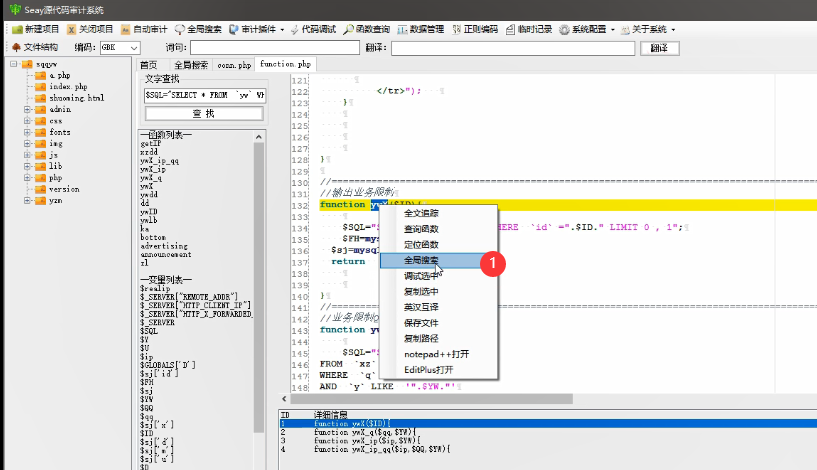 Seay源代码审计系统
新建项目 关闭项目 自动审计 全局搜索 审计插件 代码调试 函数查询 数据管理 正则编码 临时记录 系统配置 关于系统
文件结构 编码: GBK 词句: 翻译: 翻译
sqqyw
a.php
index.php
shuoming.html
admin
css
fonts
img
js
lib
php
version
yzm
首页 全局搜索 conn.php function.php
文字查找
$SQL="SELECT * FROM `yw` WH
查 找
—函数列表—
getIP
xrdd
ywX_ip_qq
ywX_ip
ywX_q
ywX
ywdd
dd
ywID
ywlb
ka
bottom
advertising
announcement
zl
—变量列表—
$realip
$_SERVER["REMOTE_ADDR"]
$_SERVER["HTTP_CLIENT_IP"]
$_SERVER["HTTP_X_FORWARDED_
$_SERVER
$SQL
$Y
$U
$ip
$GLOBALS['D']
$sj['id']
$FH
$sj
$YW
$QQ
$qq
$sj['x']
$ID
$sj['d']
$sj['m']
$sj['u']
$D
121
122 </tr>");
123 }
124
125
126
127
128 }
129
130 //
131 //输出业务限制
132 function ywX($ID){
133
134 $SQL="S HERE `id` =".$ID." LIMIT 0 , 1";
135 $FH=mys
136 $sj=mysql
137 return
138
139
140 }
141 //
142 //业务限制Q
143 function yw
144
145 $SQL="S
146 FROM `xz`
147 WHERE `q`
148 AND `y` LIKE '".$YW."'
全文追踪
查询函数
定位函数
全局搜索
调试选中
复制选中
英汉互译
保存文件
复制路径
notepad++打开
EditPlus打开
1
ID 详细信息
1 function ywX($ID){
2 function ywX_q($qq,$YW){
3 function ywX_ip($ip,$YW){
4 function ywX_ip_qq($ip,$QQ,$YW){